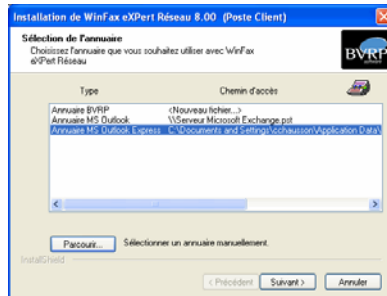 Installation de WinFax eXPert Réseau 8.00 (Poste Client)
Sélection de l'annuaire
Choisissez l'annuaire que vous souhaitez utiliser avec WinFax
eXPert Réseau
BVRP
Type Chemin d'accès
Annuaire BVRP <Nouveau fichier...>
Annuaire MS Outlook \\Serveur Microsoft Exchange.pst
Annuaire MS Outlook Express C:\Documents and Settings\cchausson\Application Data\
Parcourir... Sélectionner un annuaire manuellement.
InstallShield
< Précédent Suivant > Annuler